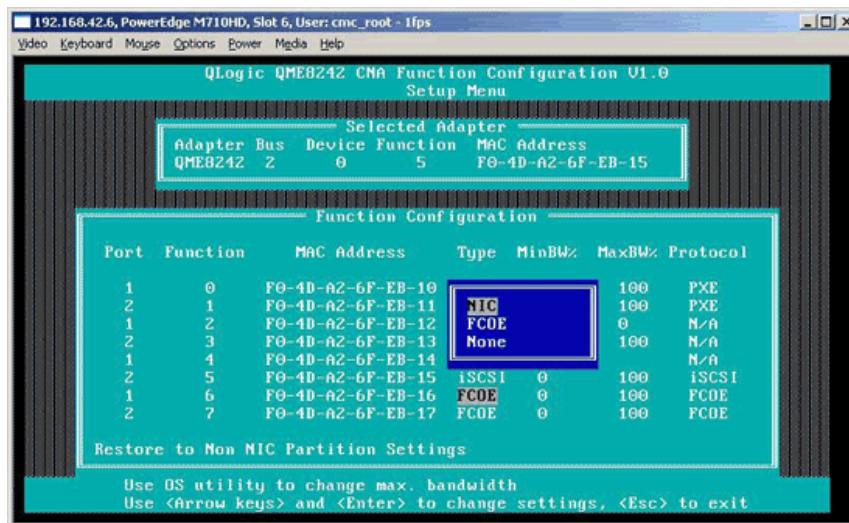 192.168.42.6, PowerEdge M710HD, Slot 6, User: cmc_root - 1fps
Video Keyboard Mouse Options Power Media Help
QLogic QME8242 CNA Function Configuration V1.0
Setup Menu
Selected Adapter
Adapter Bus Device Function MAC Address
QME8242 2 0 5 F0-4D-A2-6F-EB-15
Function Configuration
Port Function MAC Address Type MinBW% MaxBW% Protocol
1 0 F0-4D-A2-6F-EB-10 100 PXE
2 1 F0-4D-A2-6F-EB-11 NIC 100 PXE
1 2 F0-4D-A2-6F-EB-12 FCOE 0 N/A
2 3 F0-4D-A2-6F-EB-13 None 100 N/A
1 4 F0-4D-A2-6F-EB-14 N/A
2 5 F0-4D-A2-6F-EB-15 iSCSI 0 100 iSCSI
1 6 F0-4D-A2-6F-EB-16 FCOE 0 100 FCOE
2 7 F0-4D-A2-6F-EB-17 FCOE 0 100 FCOE
Restore to Non NIC Partition Settings
Use OS utility to change max. bandwidth
Use <Arrow keys> and <Enter> to change settings, <Esc> to exit